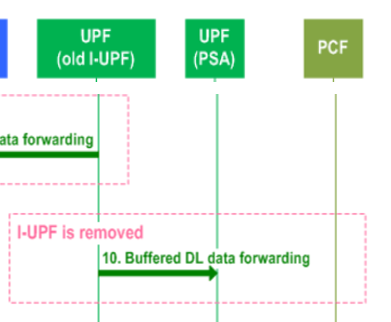 UPF
(old I-UPF)
UPF
(PSA)
PCF
ata forwarding
I-UPF is removed
10. Buffered DL data forwarding